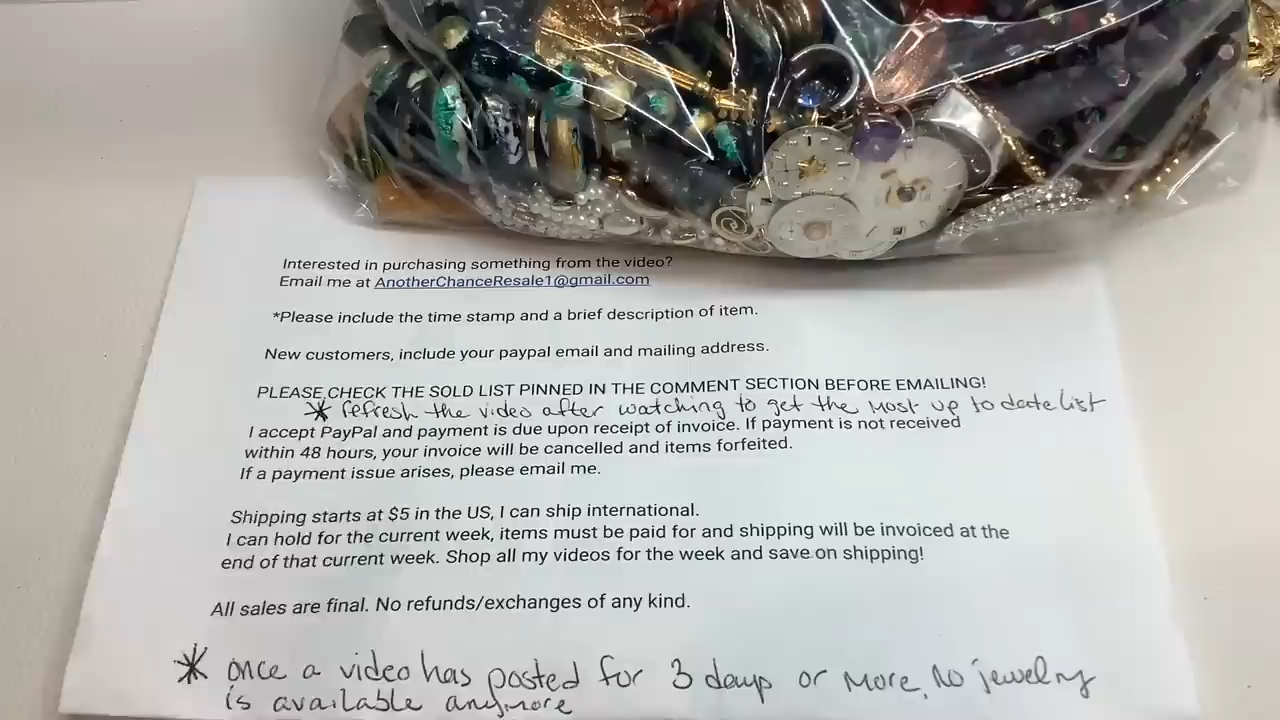 Interested in purchasing something from the video?
Email me at AnotherChanceResale1@gmail.com
*Please include the time stamp and a brief description of item.
New customers, include your paypal email and mailing address.
PLEASE CHECK THE SOLD LIST PINNED IN THE COMMENT SECTION BEFORE EMAILING!
* refresh the video after watching to get the most up to date list
I accept PayPal and payment is due upon receipt of invoice. If payment is not received
within 48 hours, your invoice will be cancelled and items forfeited.
If a payment issue arises, please email me.
Shipping starts at $5 in the US, I can ship international.
I can hold for the current week, items must be paid for and shipping will be invoiced at the
end of that current week. Shop all my videos for the week and save on shipping!
All sales are final. No refunds/exchanges of any kind.
* once a video has posted for 3 days or more, no jewelry
is available anymore